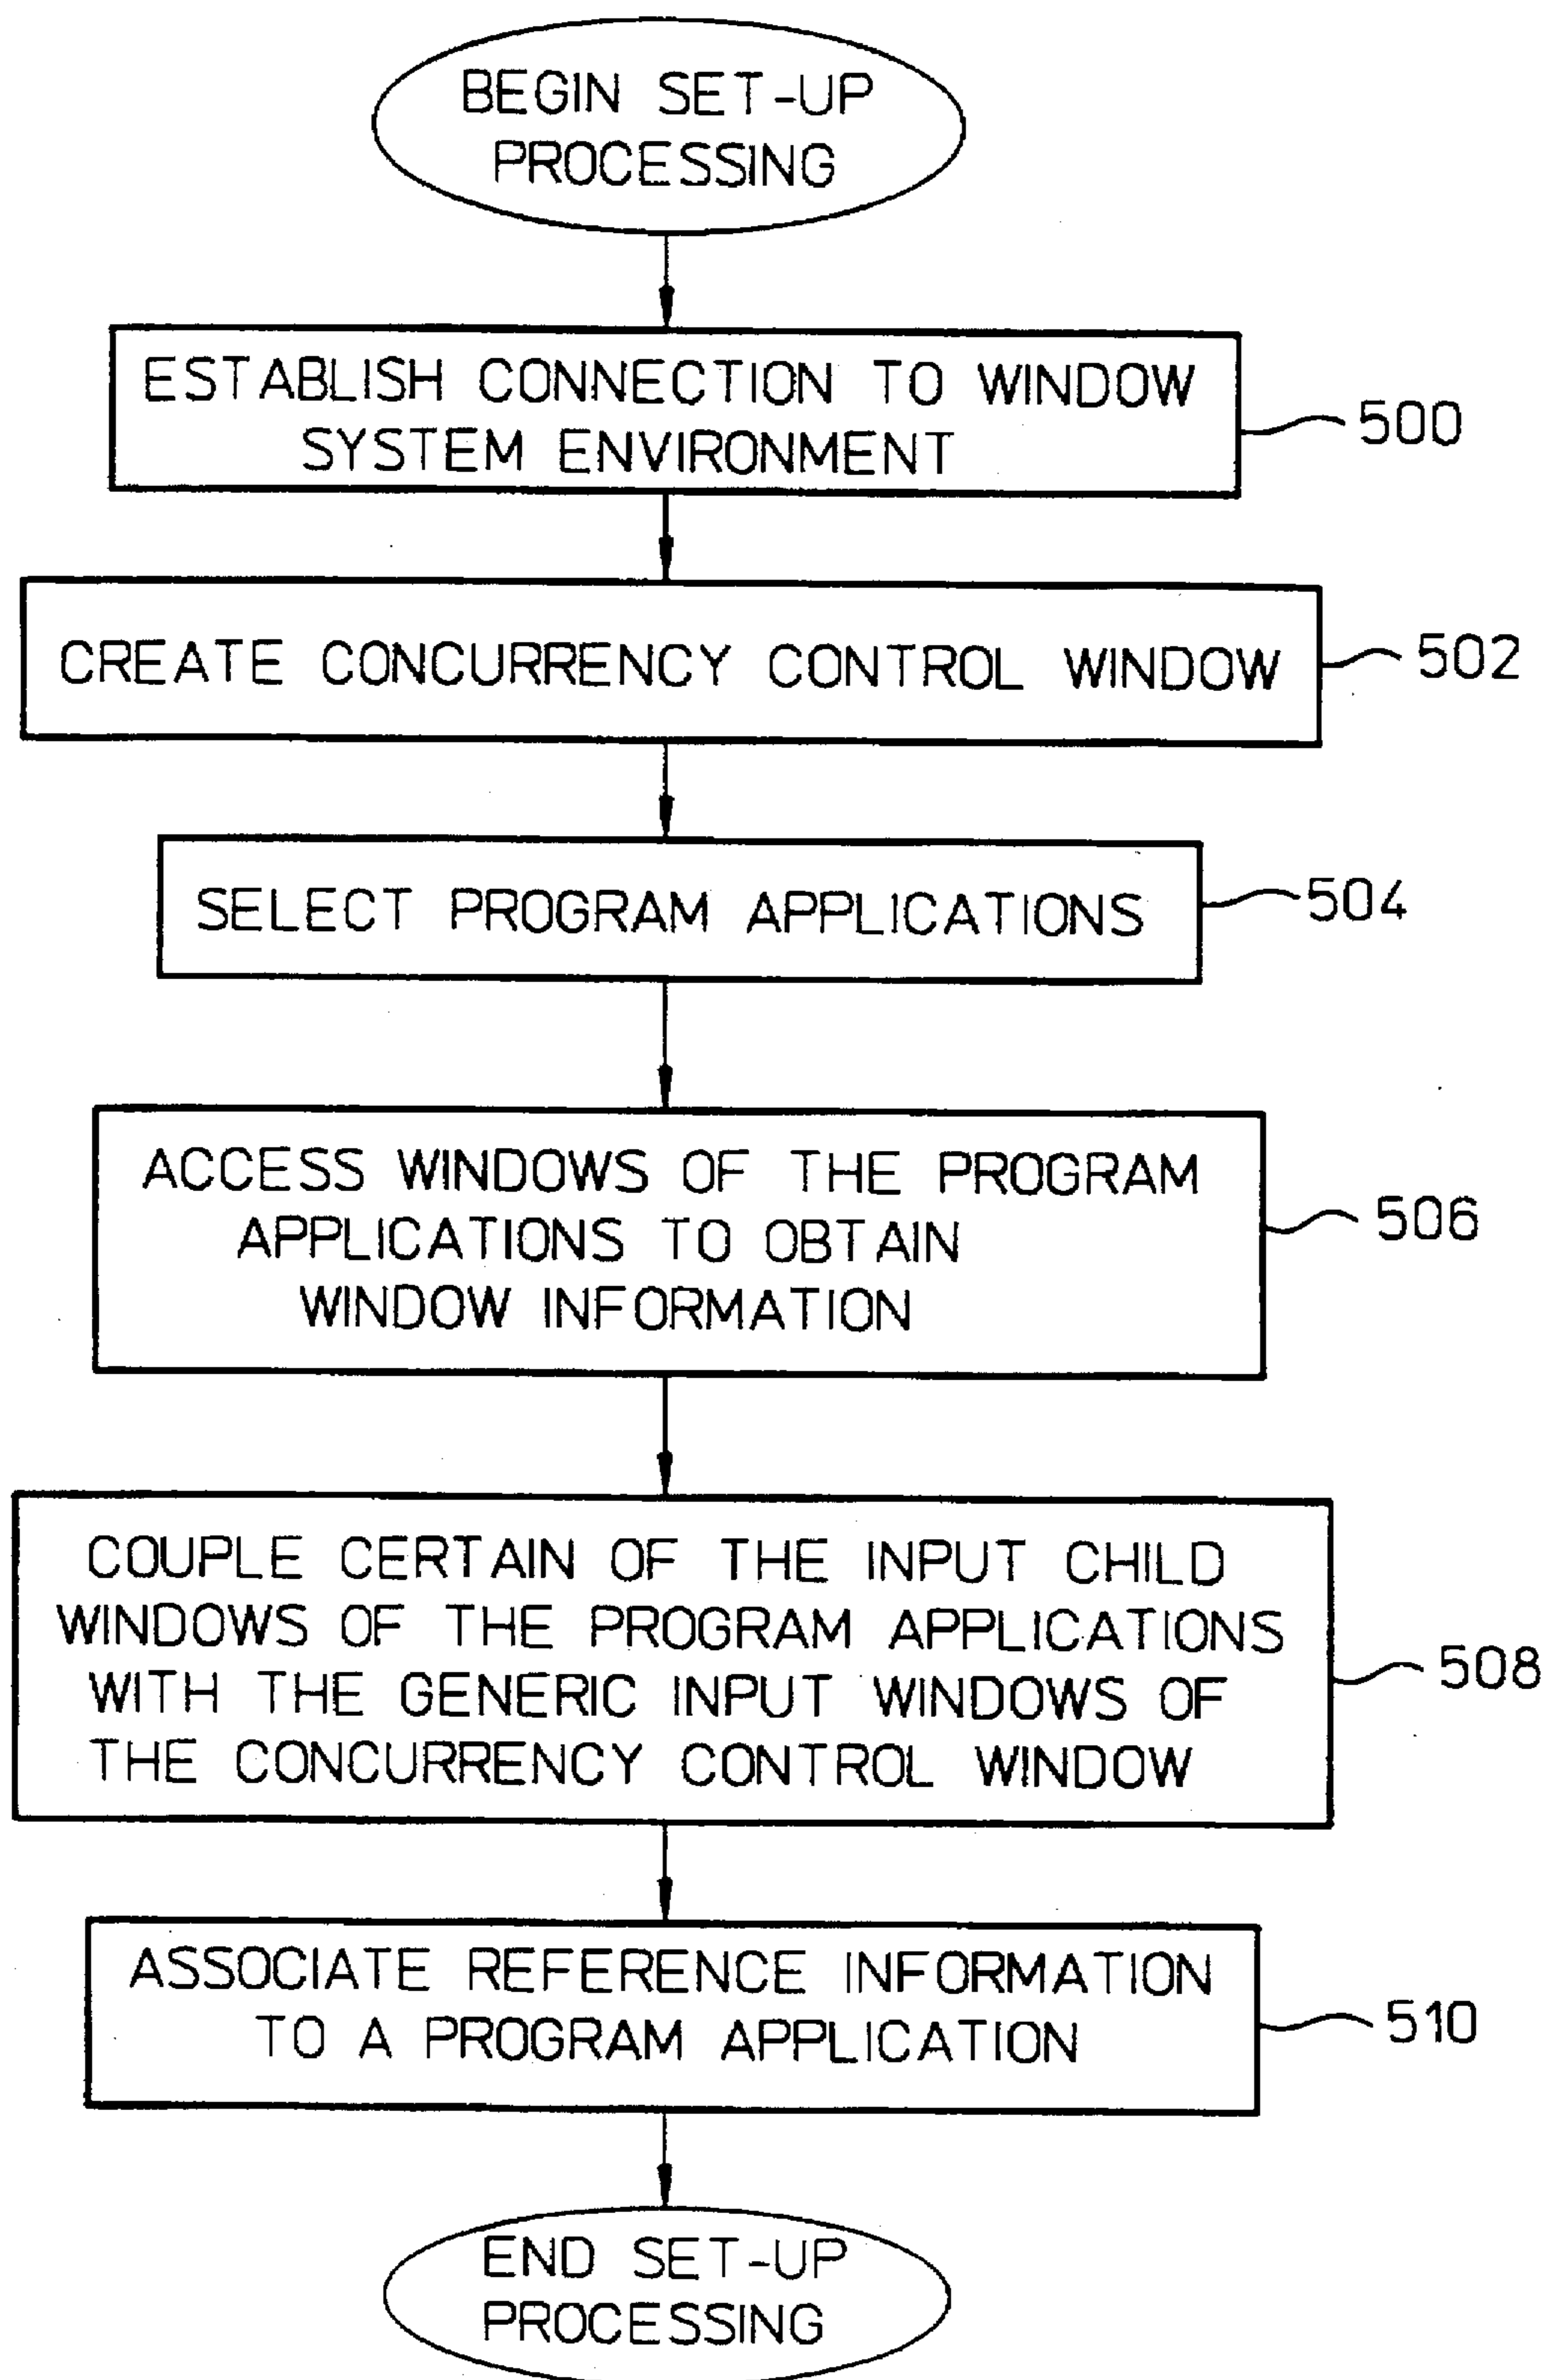 BEGIN SET-UP
PROCESSING
ESTABLISH CONNECTION TO WINDOW
SYSTEM ENVIRONMENT
500
CREATE CONCURRENCY CONTROL WINDOW
502
SELECT PROGRAM APPLICATIONS
504
ACCESS WINDOWS OF THE PROGRAM
APPLICATIONS TO OBTAIN
WINDOW INFORMATION
506
COUPLE CERTAIN OF THE INPUT CHILD
WINDOWS OF THE PROGRAM APPLICATIONS
WITH THE GENERIC INPUT WINDOWS OF
THE CONCURRENCY CONTROL WINDOW
508
ASSOCIATE REFERENCE INFORMATION
TO A PROGRAM APPLICATION
510
END SET-UP
PROCESSING